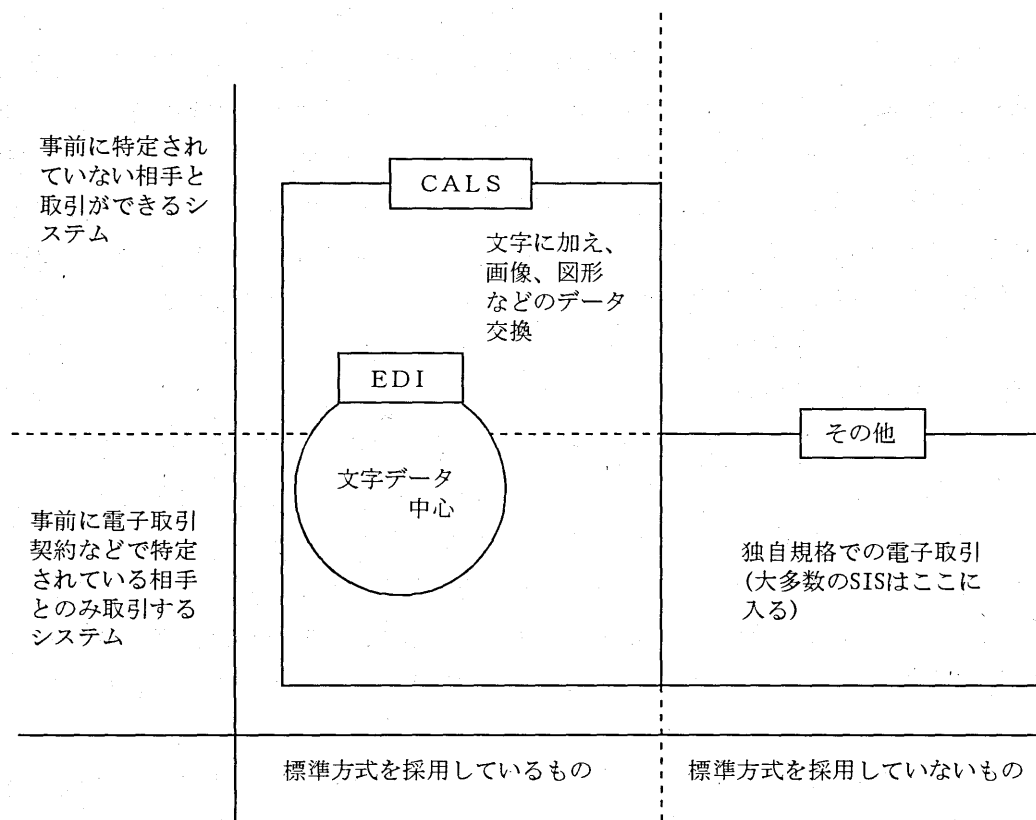 事前に特定され
ていない相手と
取引ができるシ
ステム
CALS
文字に加え、
画像、図形
などのデータ
交換
EDI
文字データ
中心
その他
事前に電子取引
契約などで特定
されている相手
とのみ取引する
システム
独自規格での電子取引
(大多数のSISはここに
入る)
標準方式を採用しているもの
標準方式を採用していないもの